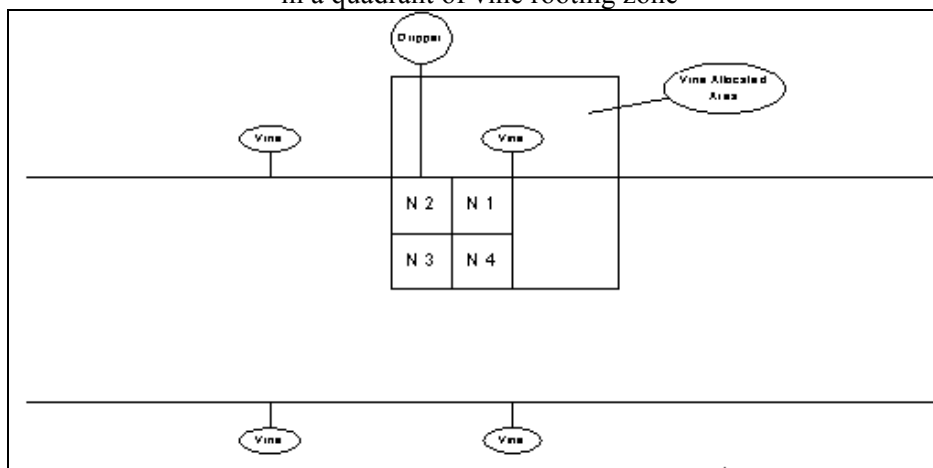 in a quadrant of vine rooting zone
Dripper
Vine Allocated
Area
Vine
Vine
N 2 N 1
N 3 N 4
Vine
Vine